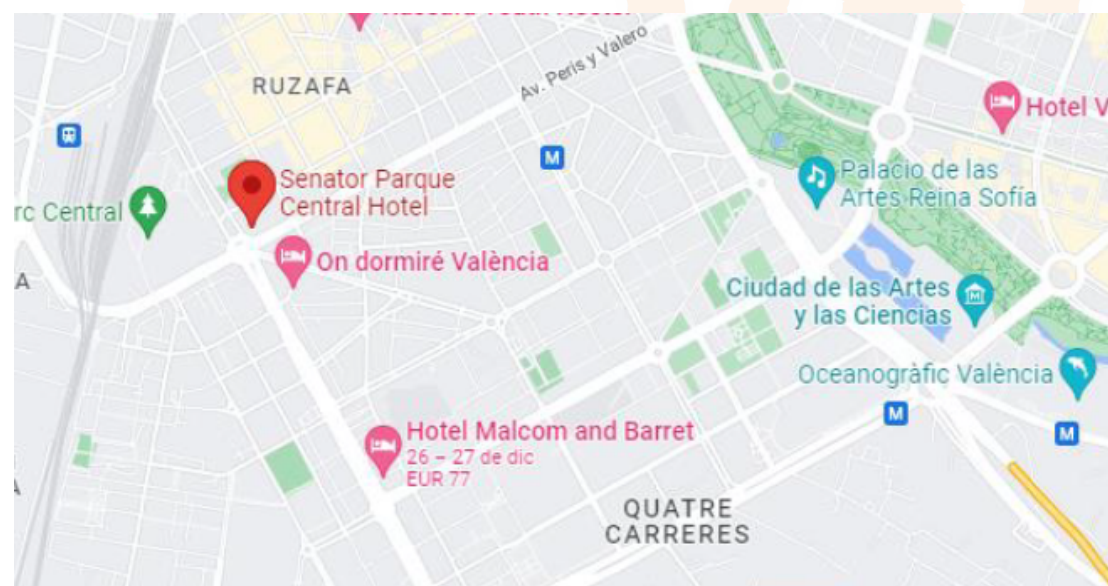 RUZAFA
Av. Peris y Valero
M
Hotel V
Palacio de las
Artes Reina Sofía
Senator Parque
Central Hotel
rc Central
On dormiré València
A
Ciudad de las Artes
y las Ciencias
M
Oceanogràfic València
M
M
Hotel Malcom and Barret
26 – 27 de dic
EUR 77
QUATRE
CARRERES